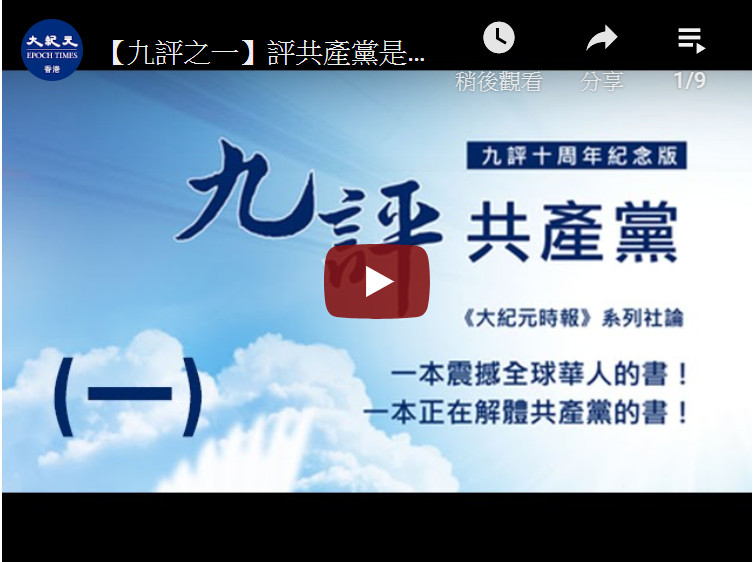 大紀元
EPOCH TIMES
香港
【九評之一】評共產黨是...
稍後觀看
分享
1/9
九評
九評十周年紀念版
共產黨
《大紀元時報》系列社論
(一)
一本震撼全球華人的書！
一本正在解體共產黨的書！